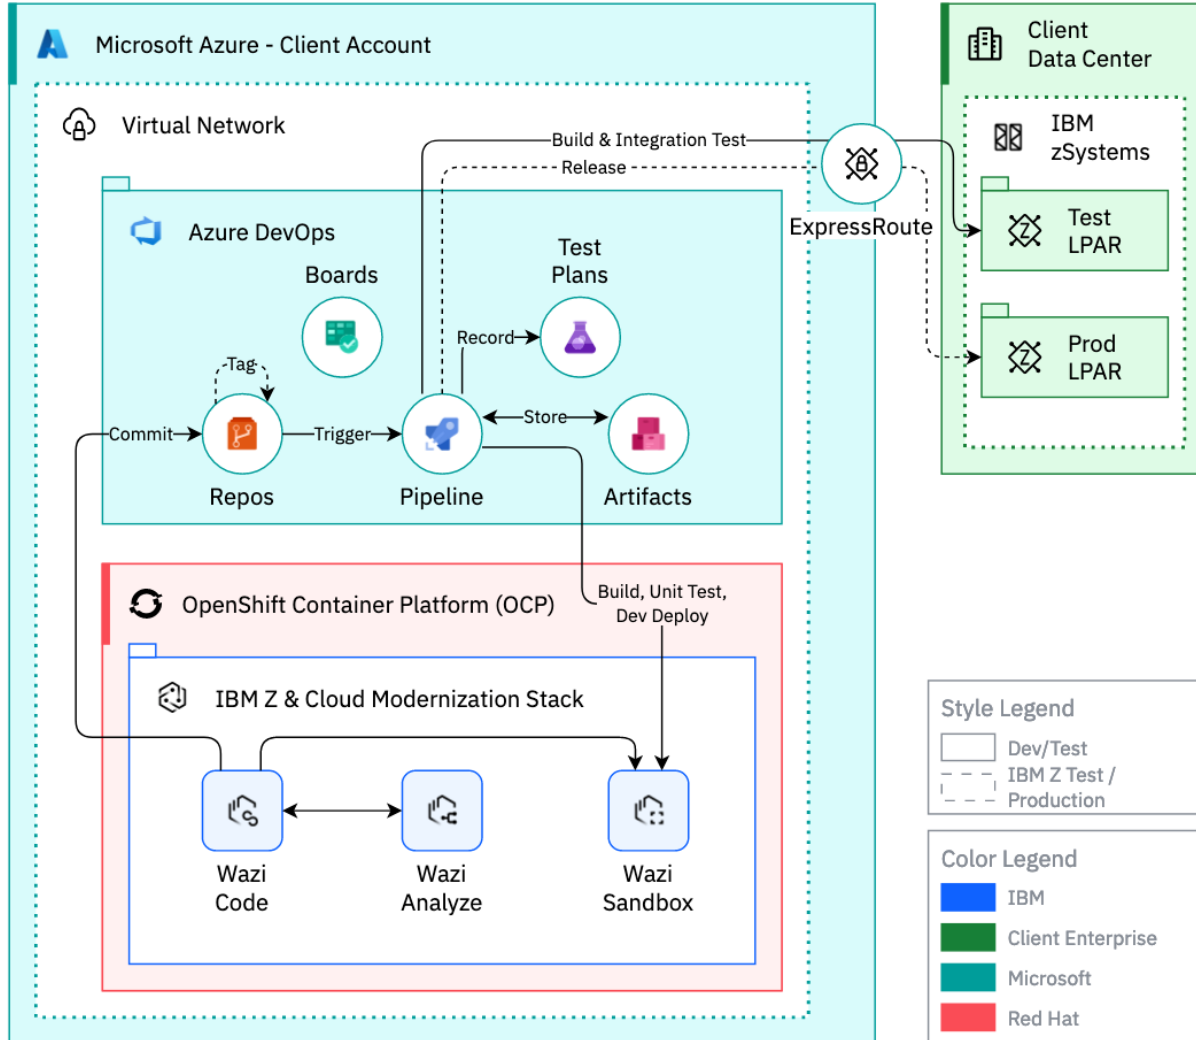 Microsoft Azure - Client Account
Virtual Network
Build & Integration Test
Release
ExpressRoute
Azure DevOps
Boards
Test
Plans
Record
Tag
Commit
Trigger
Store
Repos
Pipeline
Artifacts
OpenShift Container Platform (OCP)
Build, Unit Test,
Dev Deploy
IBM Z & Cloud Modernization Stack
Wazi
Code
Wazi
Analyze
Wazi
Sandbox
Client
Data Center
IBM
zSystems
Z
Test
LPAR
Z
Prod
LPAR
Style Legend
Dev/Test
IBM Z Test /
Production
Color Legend
IBM
Client Enterprise
Microsoft
Red Hat